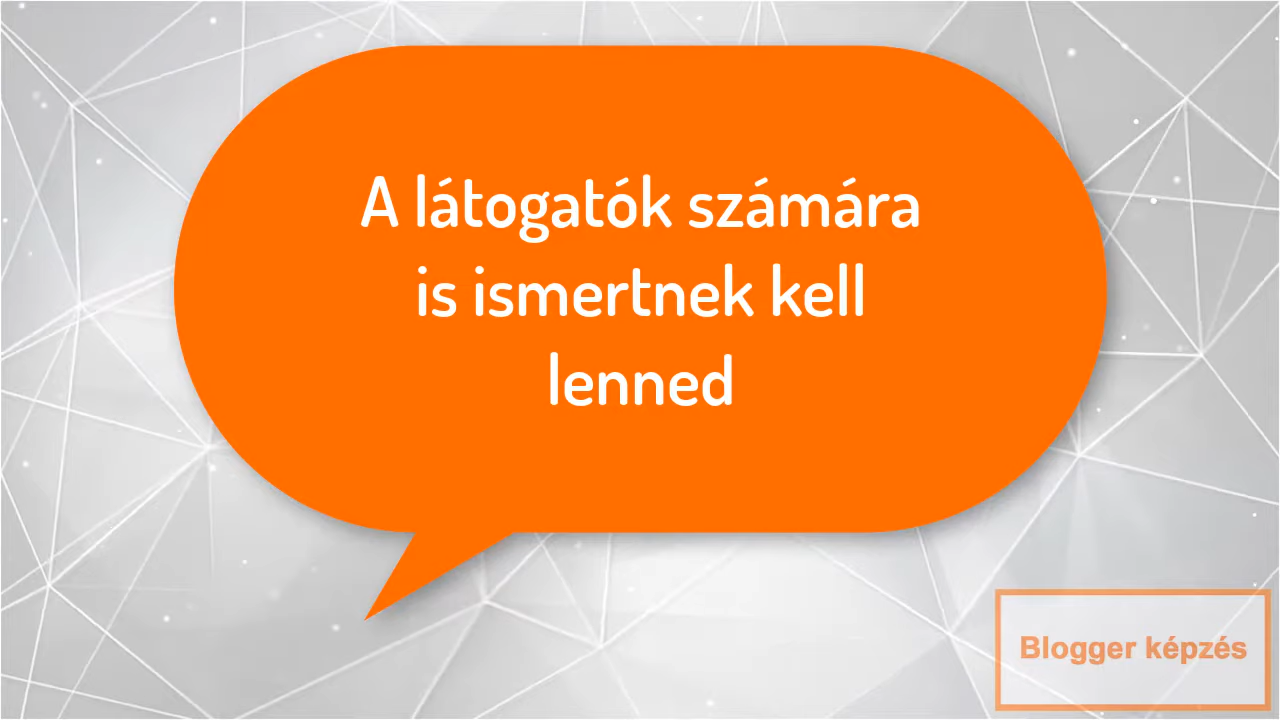 A látogatók számára
is ismertnek kell
lenned
Blogger képzés